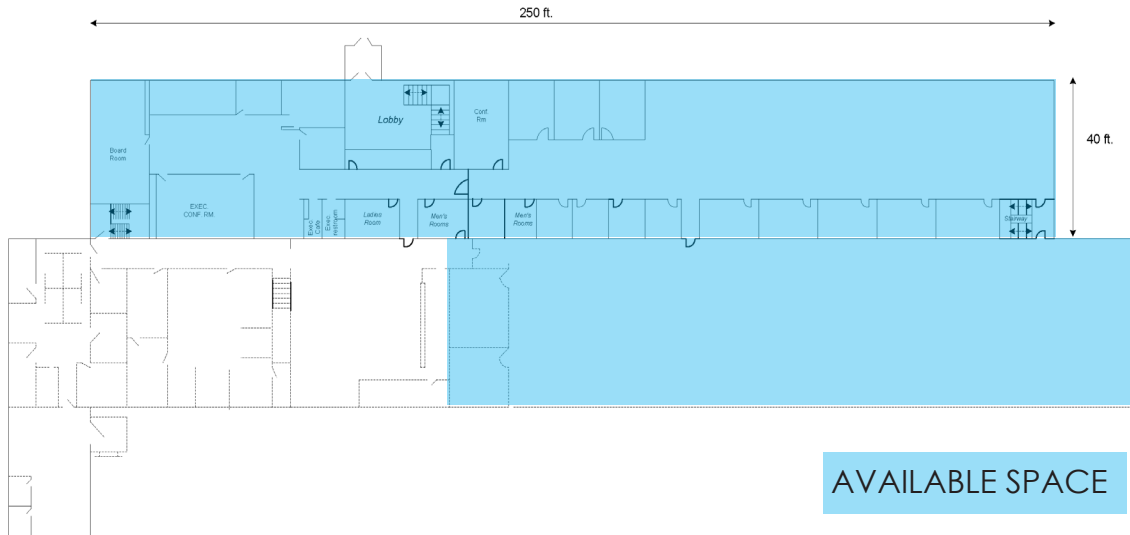 250 ft.
40 ft.
Lobby
Conf
Rm.
Board
Room
EXEC.
CONF. RM.
Exec.
Cafe
Exec.
restroom
Ladies
Room
Men's
Rooms
Men's
Rooms
Stairway
AVAILABLE SPACE